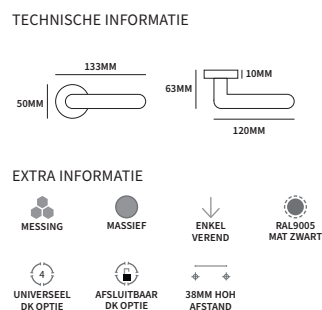 TECHNISCHE INFORMATIE
133MM
50MM
63MM
10MM
120MM
EXTRA INFORMATIE
MESSING
MASSIEF
ENKEL
VEREND
RAL9005
MAT ZWART
4
UNIVERSEEL
DK OPTIE
AFSLUITBAAR
DK OPTIE
38MM HOH
AFSTAND